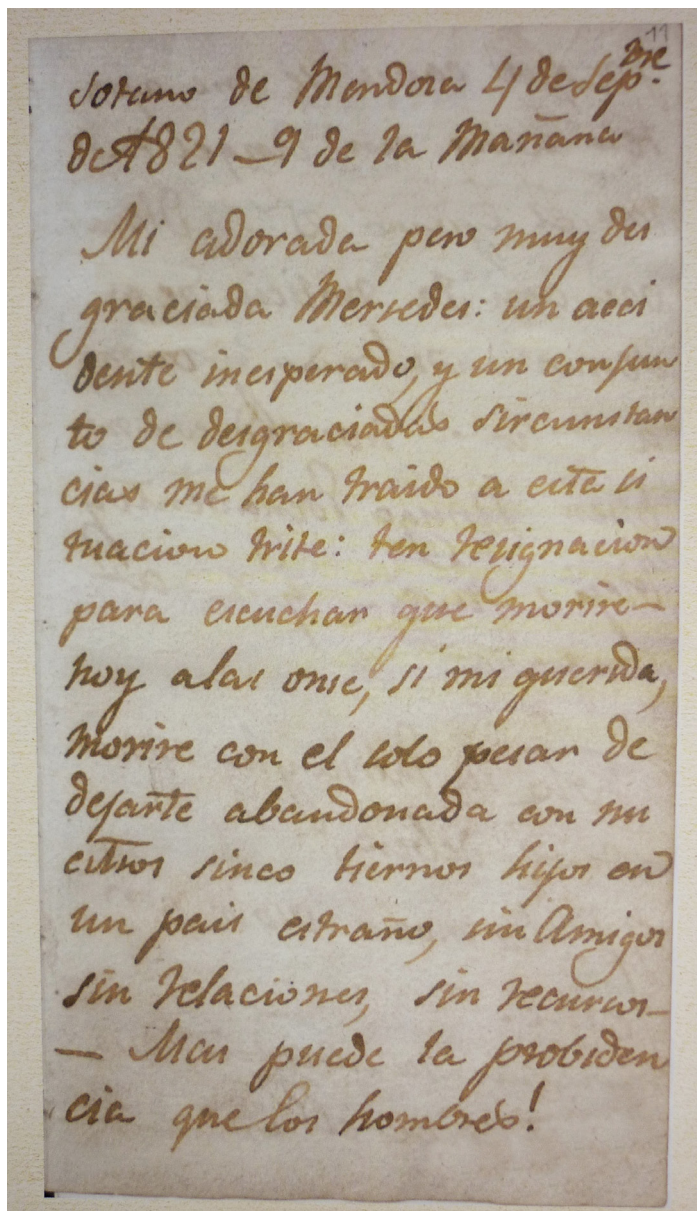 11
Sotano de Mendosa 4 de Sep.bre
de 1821 – 9 de la Mañana
Mi adorada pero muy des
graciada Mersedes: un acci
dente inesperado, y un conjun
to de desgraciadas sircunstan
cias me han traido a esta si
tuacion triste: ten resignacion
para escuchar que morire –
hoy a las onse, si mi querida,
morire con el solo pesar de
dejarte abandonada con nu
estros sinco tiernos hijos en
un pais estraño, sin Amigos
sin relaciones, sin recursos –
– Mas puede la probiden
cia que los hombres!